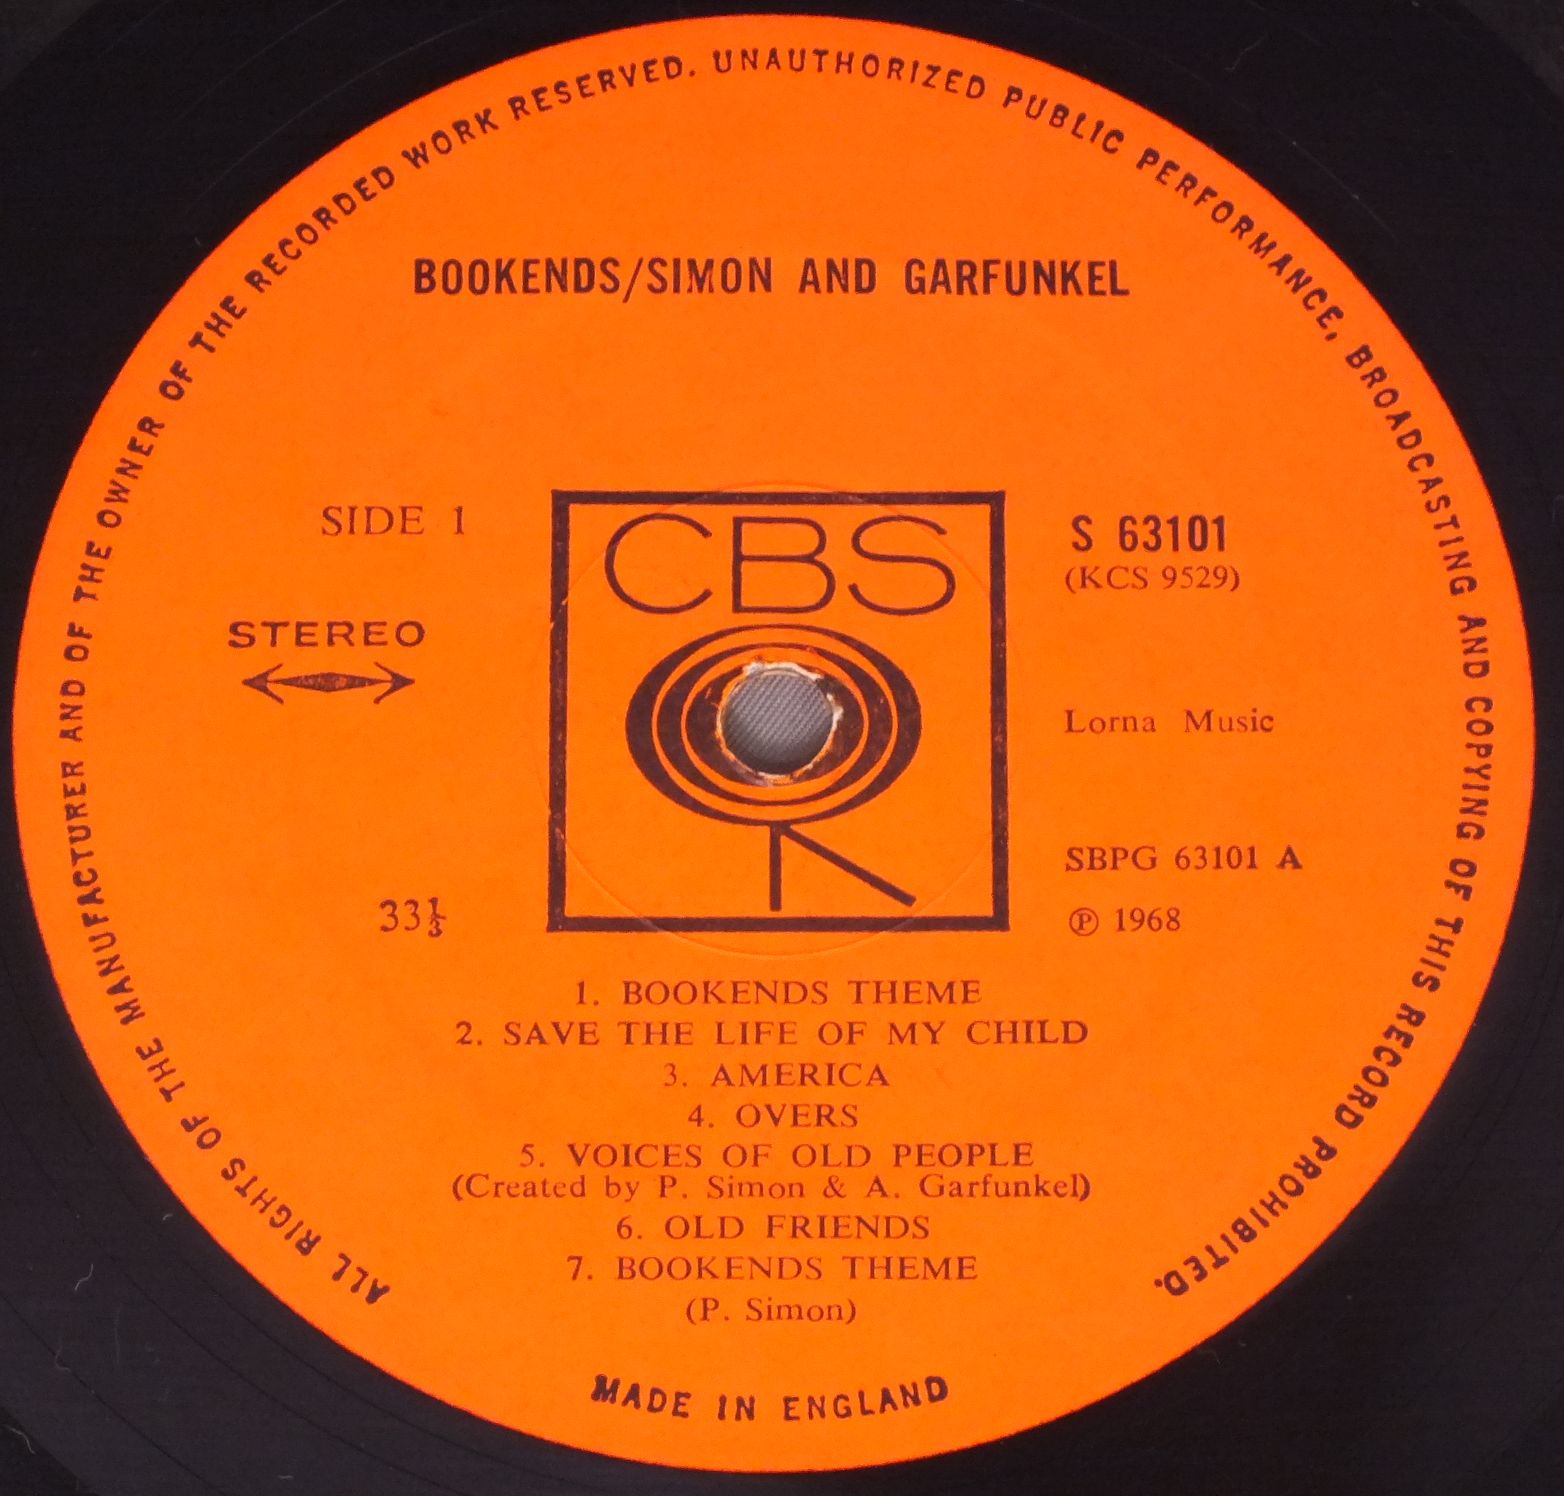 ALL RIGHTS OF THE MANUFACTURER AND OF THE OWNER OF THE RECORDED WORK RESERVED. UNAUTHORIZED PUBLIC PERFORMANCE, BROADCASTING AND COPYING OF THIS RECORD PROHIBITED.
BOOKENDS/SIMON AND GARFUNKEL
SIDE 1
STEREO
33⅓
CBS
S 63101
(KCS 9529)
Lorna Music
SBPG 63101 A
℗ 1968
1. BOOKENDS THEME
2. SAVE THE LIFE OF MY CHILD
3. AMERICA
4. OVERS
5. VOICES OF OLD PEOPLE
(Created by P. Simon & A. Garfunkel)
6. OLD FRIENDS
7. BOOKENDS THEME
(P. Simon)
MADE IN ENGLAND